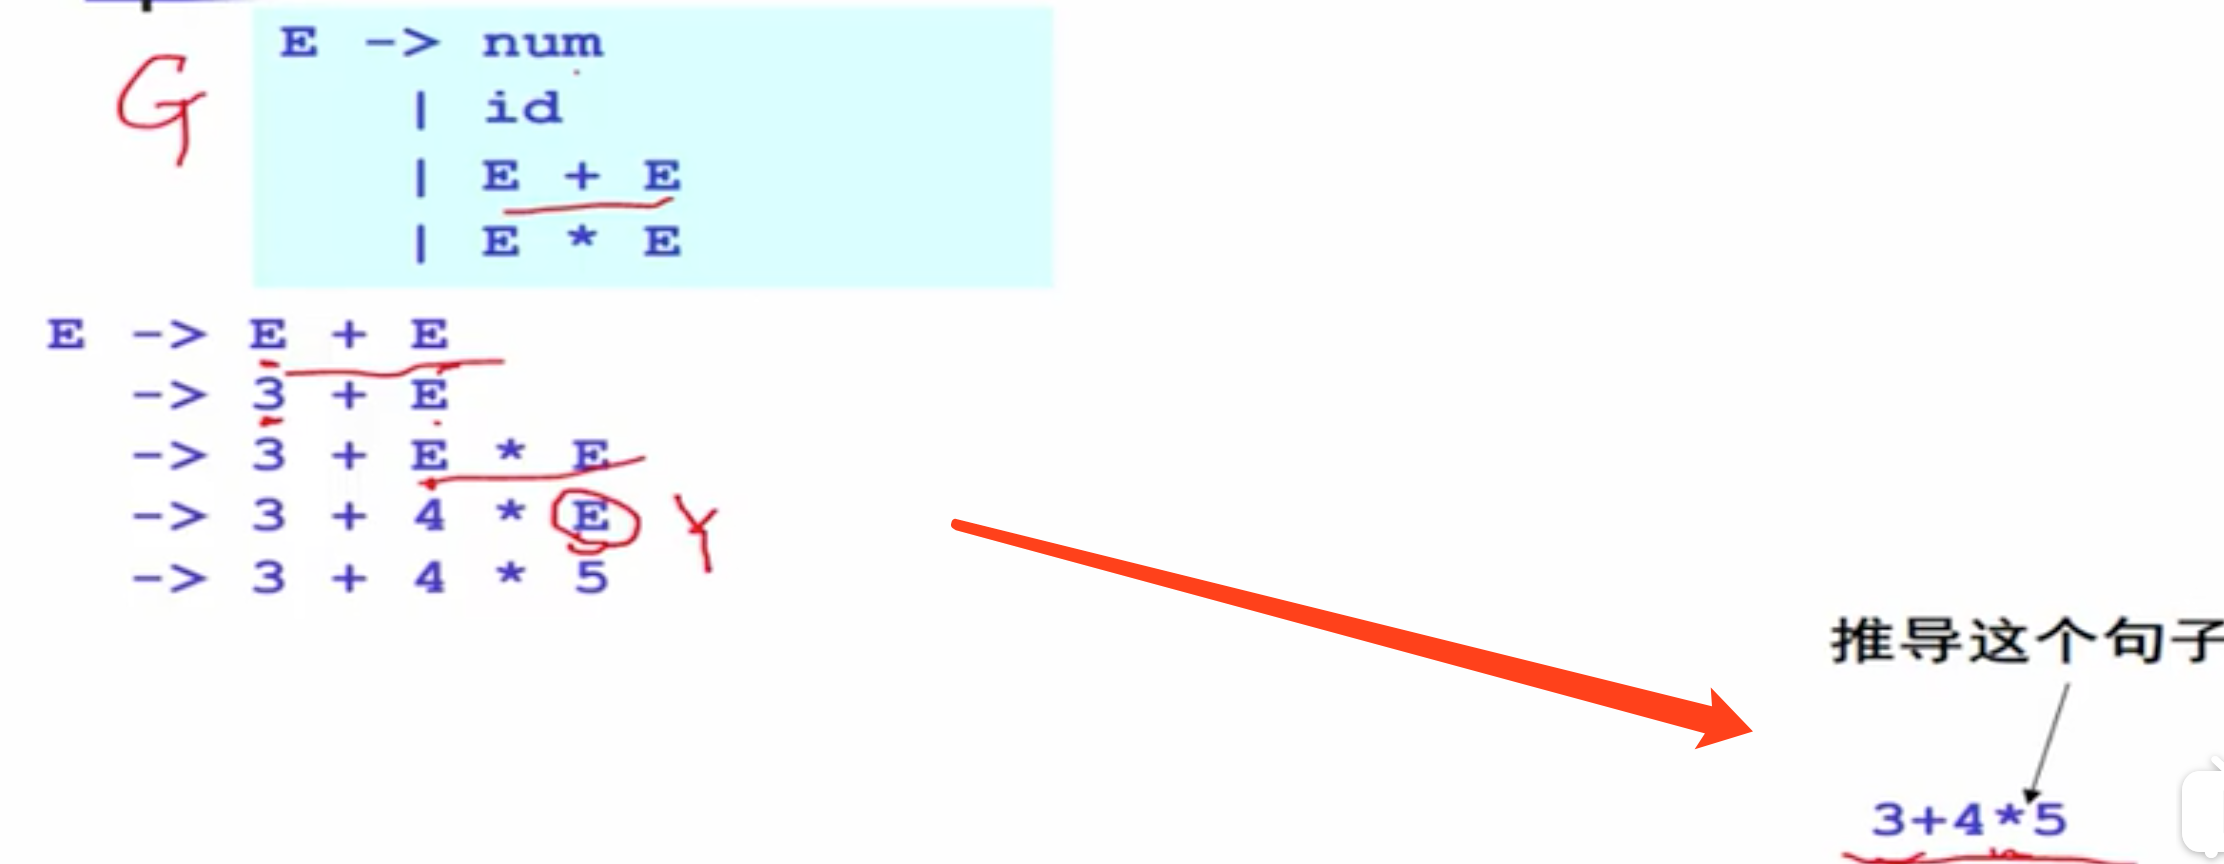 G
E -> num
| id
| E + E
| E * E
E -> E + E
-> 3 + E
-> 3 + E * E
-> 3 + 4 * E Y
-> 3 + 4 * 5
推导这个句子
3+4*5